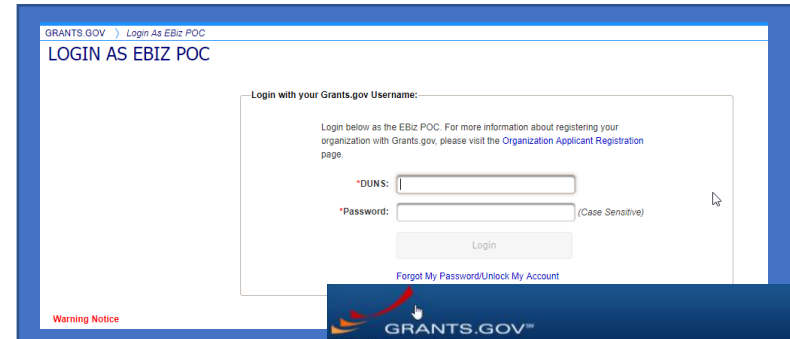 GRANTS.GOV 〉 Login As EBiz POC
LOGIN AS EBIZ POC
Login with your Grants.gov Username:
Login below as the EBiz POC. For more information about registering your
organization with Grants.gov, please visit the Organization Applicant Registration
page.
*DUNS:
*Password: (Case Sensitive)
Login
Forgot My Password/Unlock My Account
Warning Notice
GRANTS.GOV℠